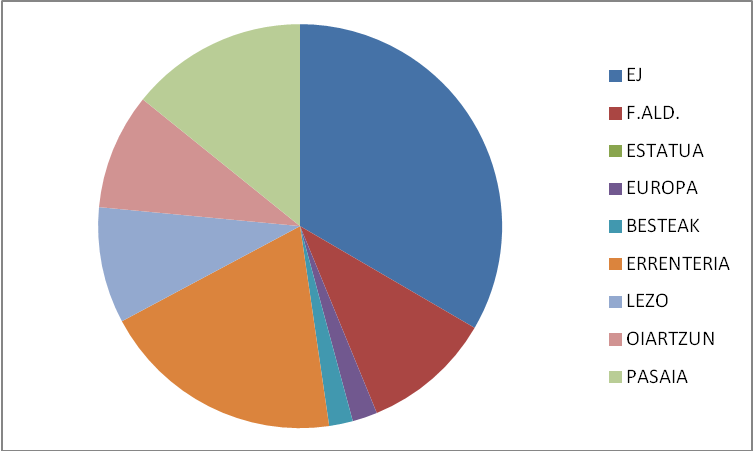 EJ
F.ALD.
ESTATUA
EUROPA
BESTEAK
ERRENTERIA
LEZO
OIARTZUN
PASAIA